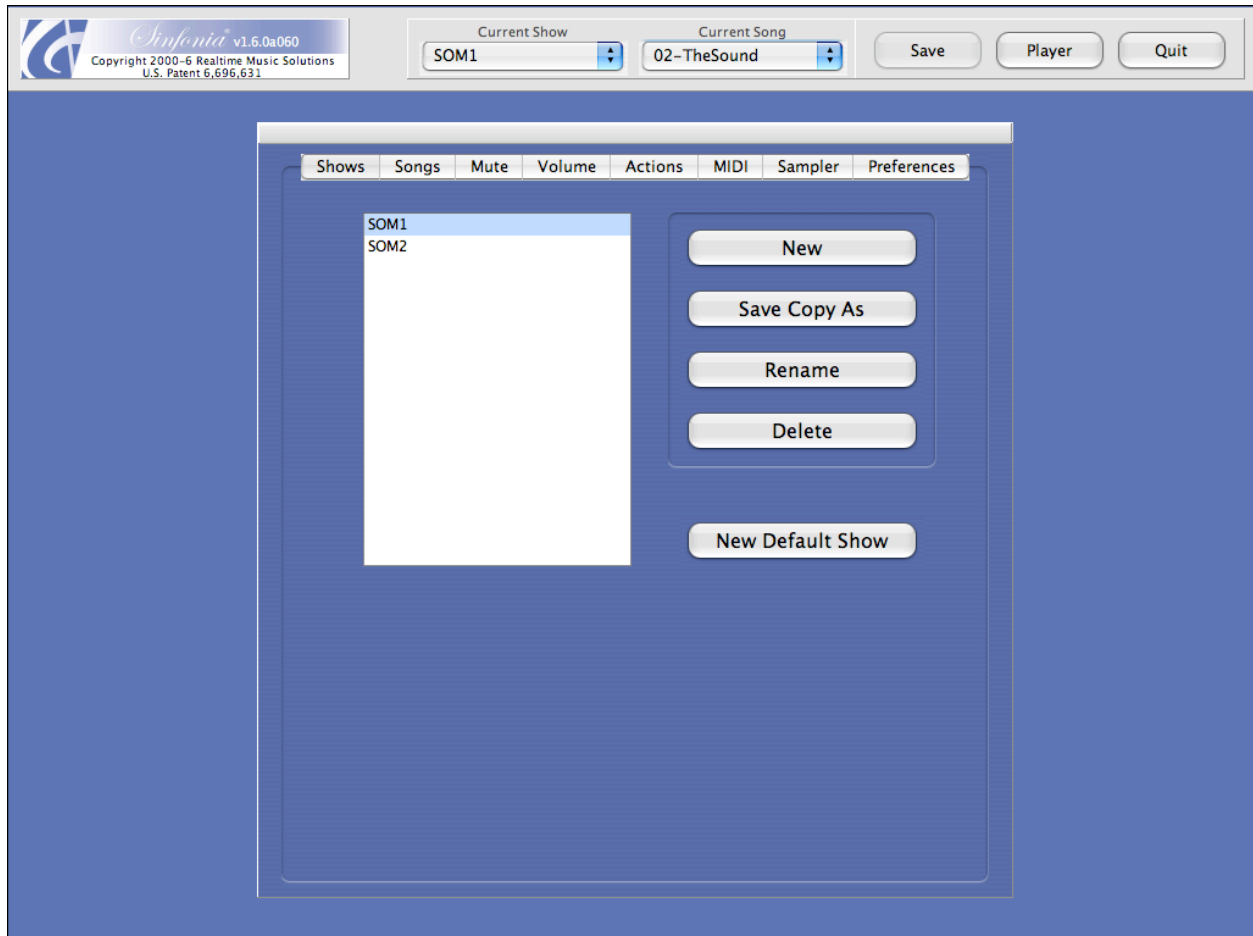 Sinfonia® v1.6.0a060
Copyright 2000-6 Realtime Music Solutions
U.S. Patent 6,696,631
Current Show
SOM1
Current Song
02-TheSound
Save
Player
Quit
Shows Songs Mute Volume Actions MIDI Sampler Preferences
SOM1
SOM2
New
Save Copy As
Rename
Delete
New Default Show